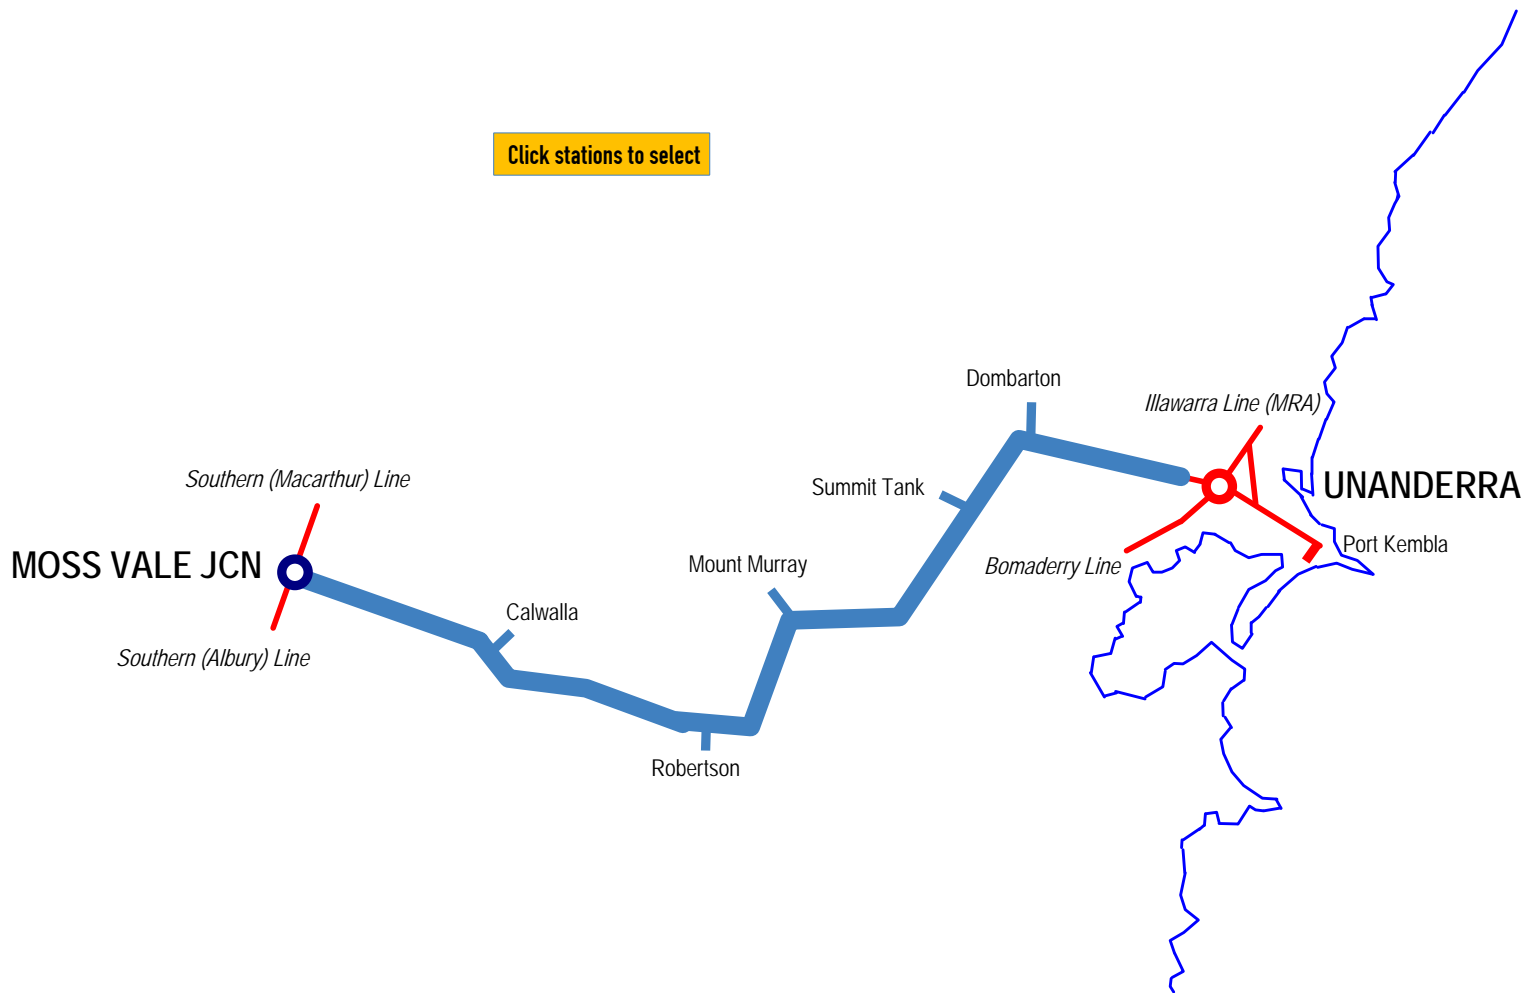 Click stations to select
Dombarton
Illawarra Line (MRA)
Southern (Macarthur) Line
Summit Tank
UNANDERRA
Port Kembla
MOSS VALE JCN
Mount Murray
Bomaderry Line
Calwalla
Southern (Albury) Line
Robertson